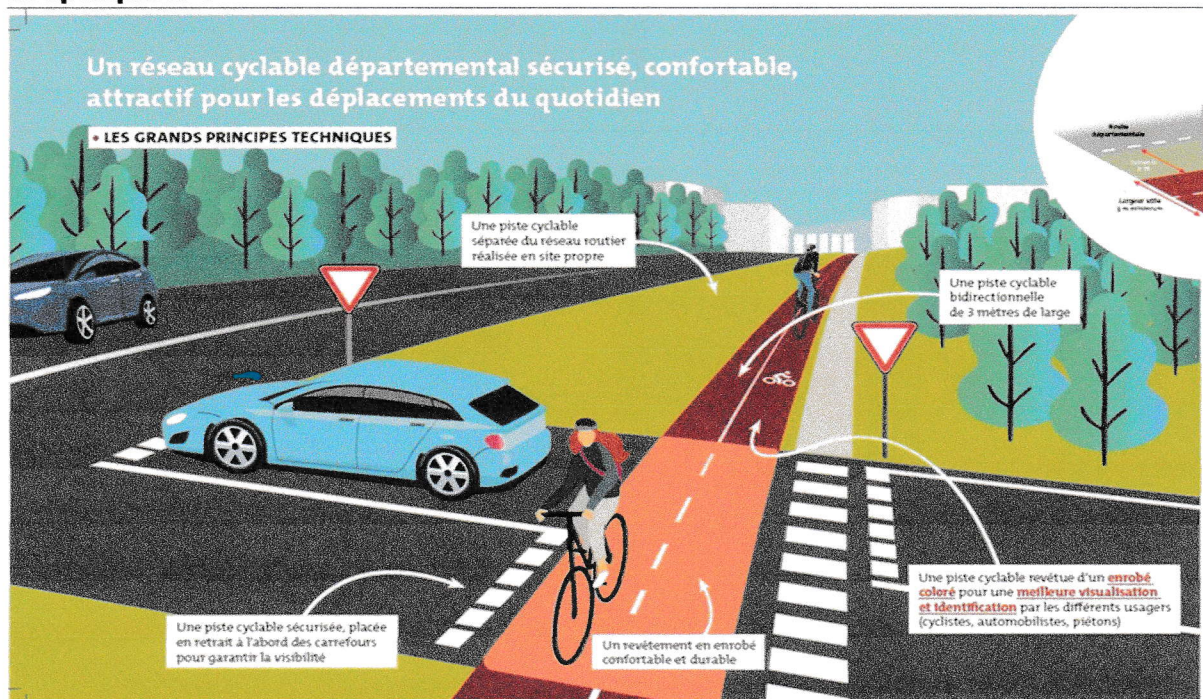 Un réseau cyclable départemental sécurisé, confortable,
attractif pour les déplacements du quotidien
• LES GRANDS PRINCIPES TECHNIQUES
Route
départementale
Largeur utile
Une piste cyclable
séparée du réseau routier
réalisée en site propre
Une piste cyclable
bidirectionnelle
de 3 mètres de large
Une piste cyclable revêtue d'un enrobé
coloré pour une meilleure visualisation
et identification par les différents usagers
(cyclistes, automobilistes, piétons)
Une piste cyclable sécurisée, placée
en retrait à l'abord des carrefours
pour garantir la visibilité
Un revêtement en enrobé
confortable et durable